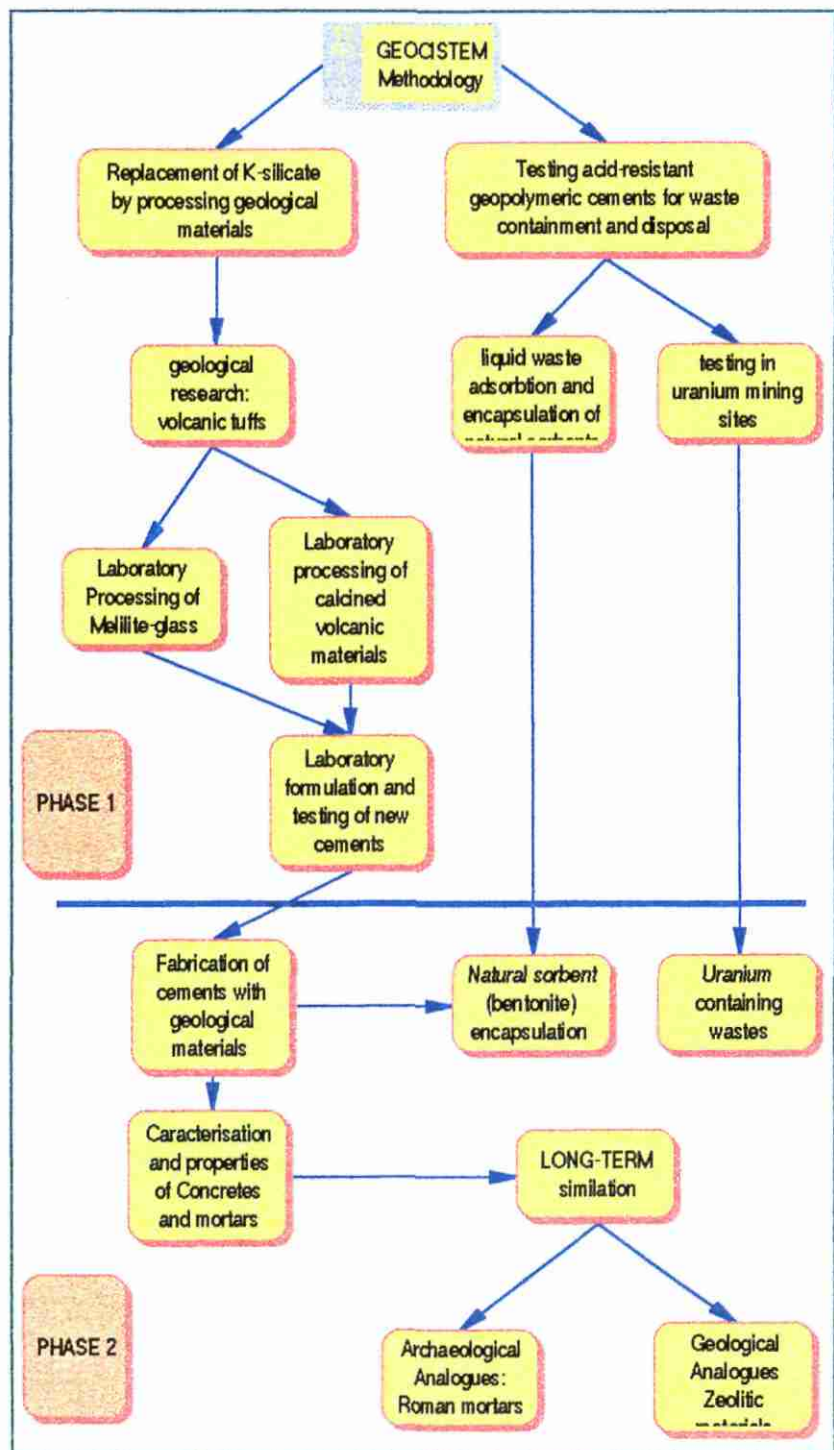 GEOCISTEM
Methodology
Replacement of K-silicate
by processing geological
materials
Testing acid-resistant
geopolymeric cements for waste
containment and disposal
geological
research:
volcanic tuffs
liquid waste
adsorbtion and
encapsulation of
natural sorbents
testing in
uranium mining
sites
Laboratory
Processing of
Melilite-glass
Laboratory
processing of
calcined
volcanic
materials
PHASE 1
Laboratory
formulation and
testing of new
cements
Fabrication of
cements with
geological
materials
Natural sorbent
(bentonite)
encapsulation
Uranium
containing
wastes
Caracterisation
and properties
of Concretes
and mortars
LONG-TERM
similation
PHASE 2
Archaeological
Analogues:
Roman mortars
Geological
Analogues
Zeolitic
materials